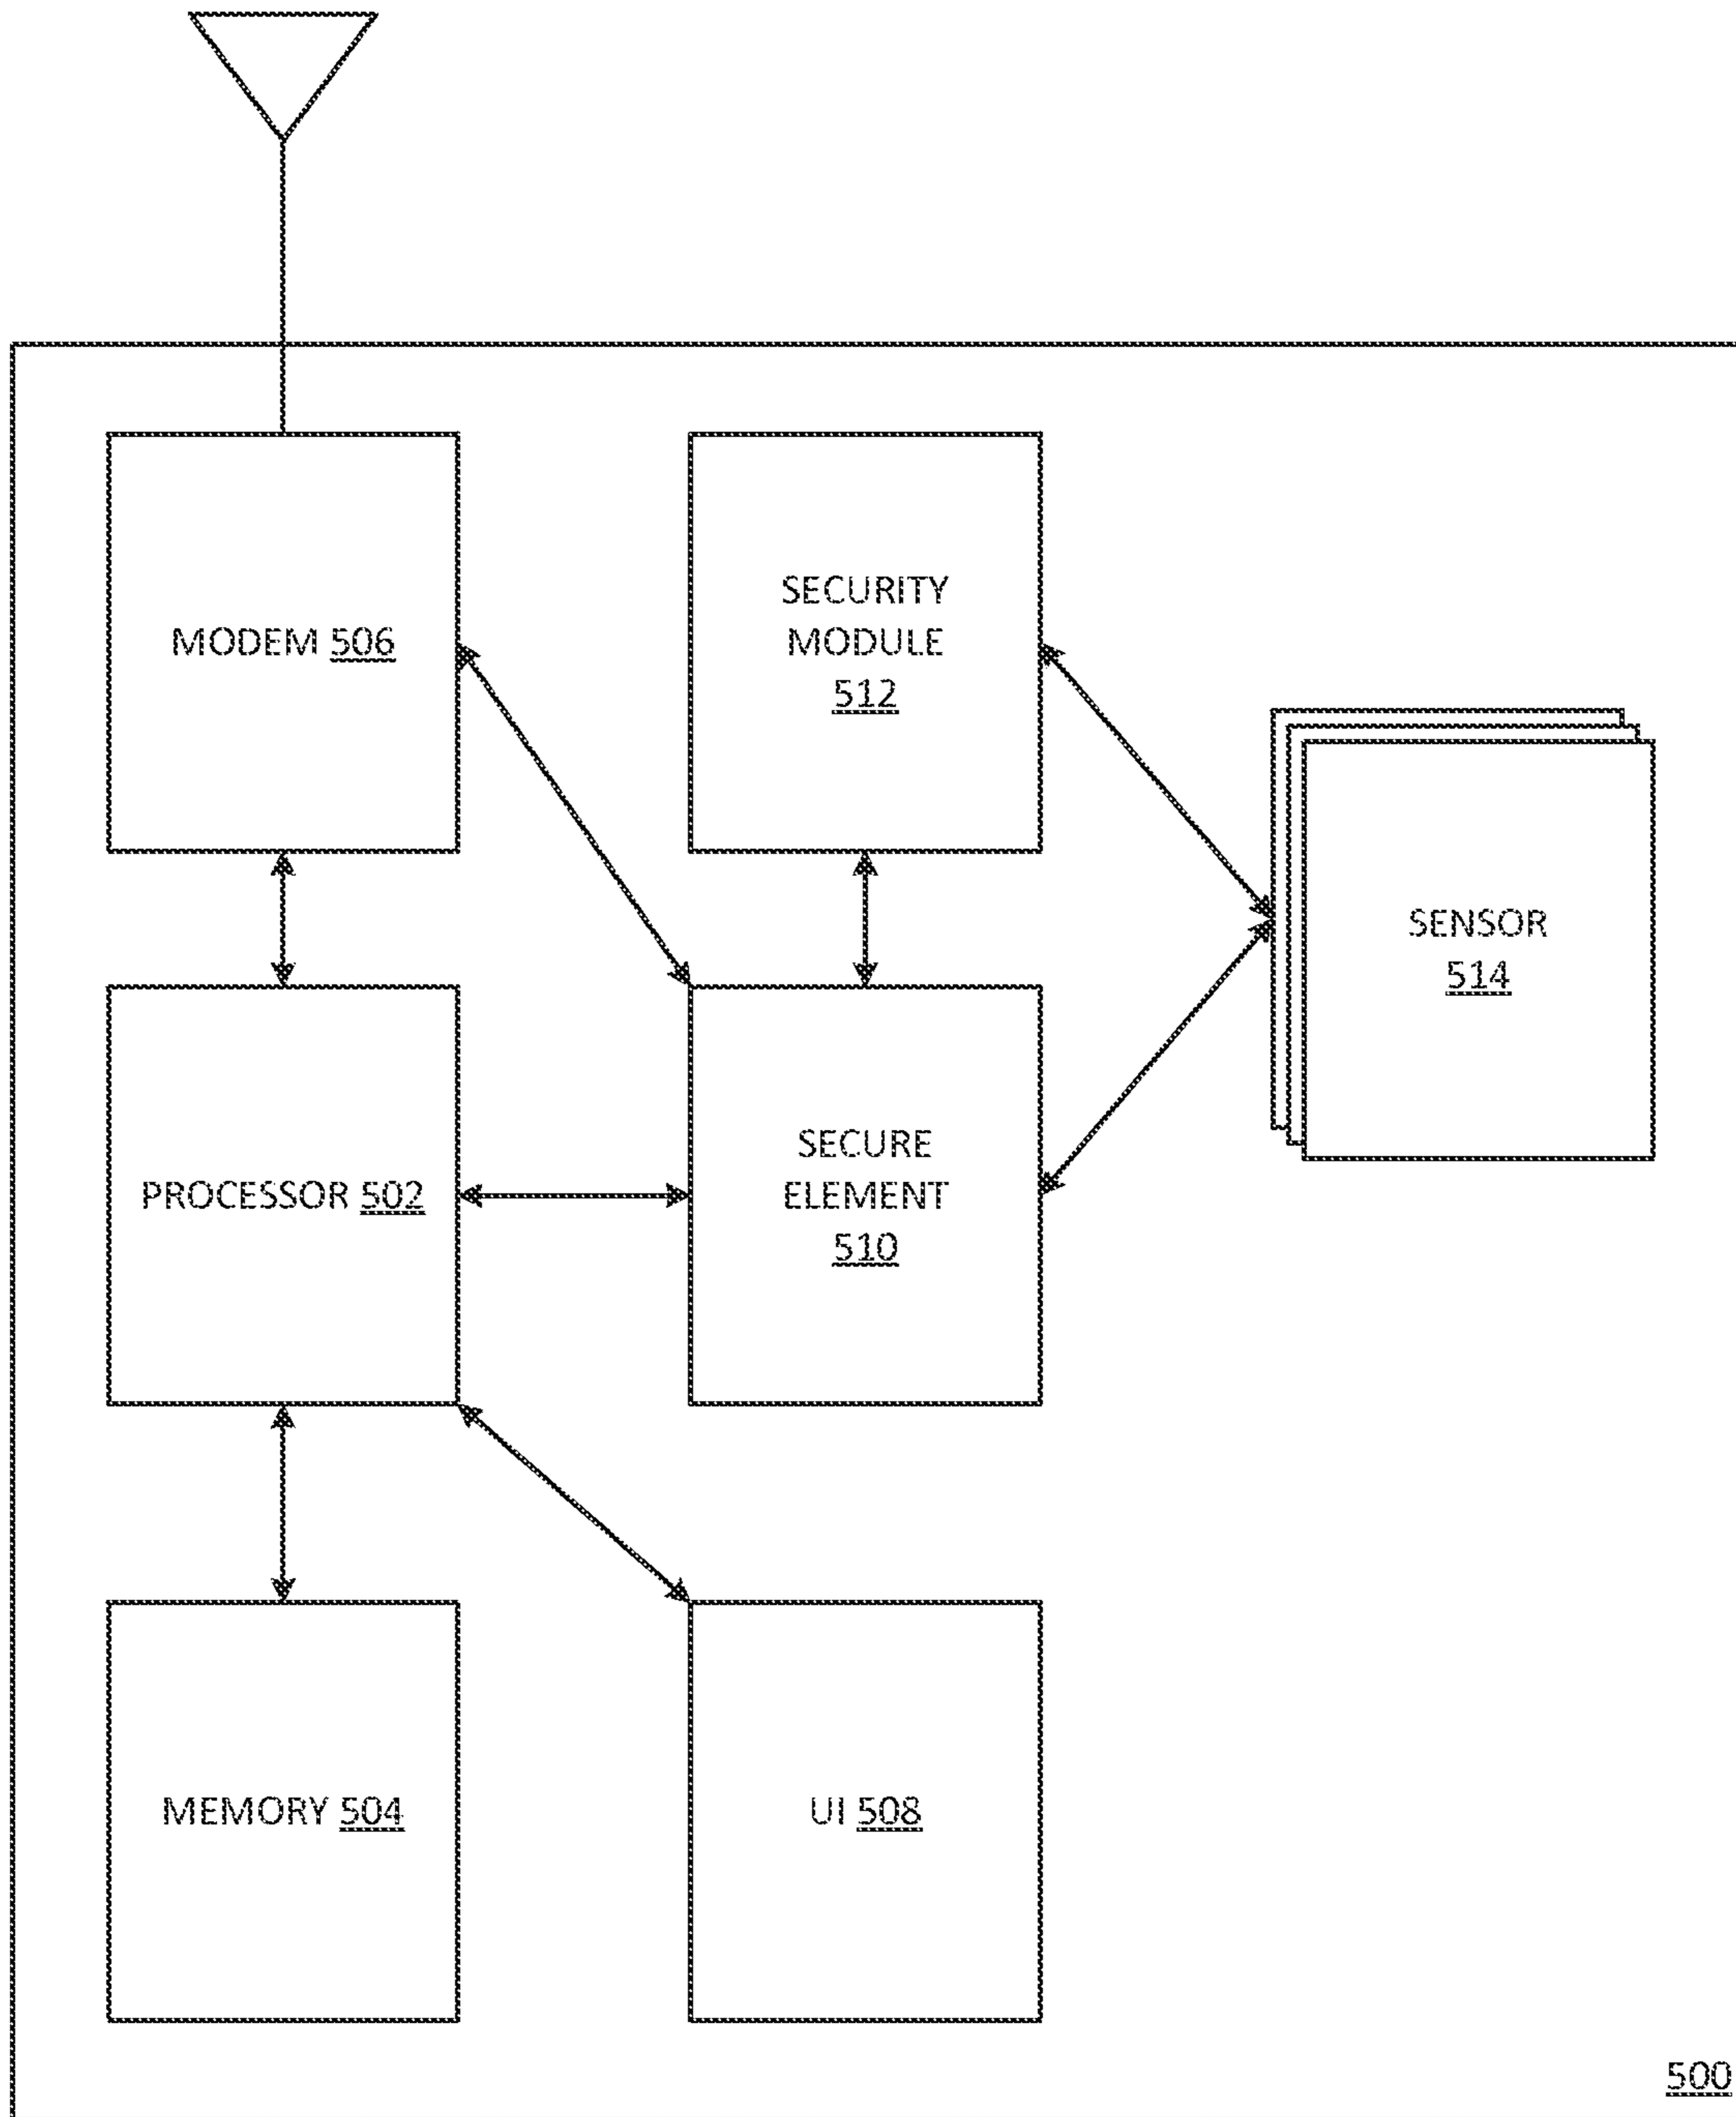 MODEM 506
SECURITY
MODULE
512
SENSOR
514
PROCESSOR 502
SECURE
ELEMENT
510
MEMORY 504
UI 508
500